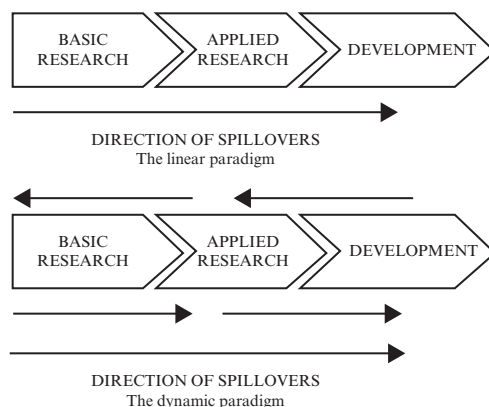 BASIC
RESEARCH
APPLIED
RESEARCH
DEVELOPMENT
DIRECTION OF SPILLOVERS
The linear paradigm
BASIC
RESEARCH
APPLIED
RESEARCH
DEVELOPMENT
DIRECTION OF SPILLOVERS
The dynamic paradigm